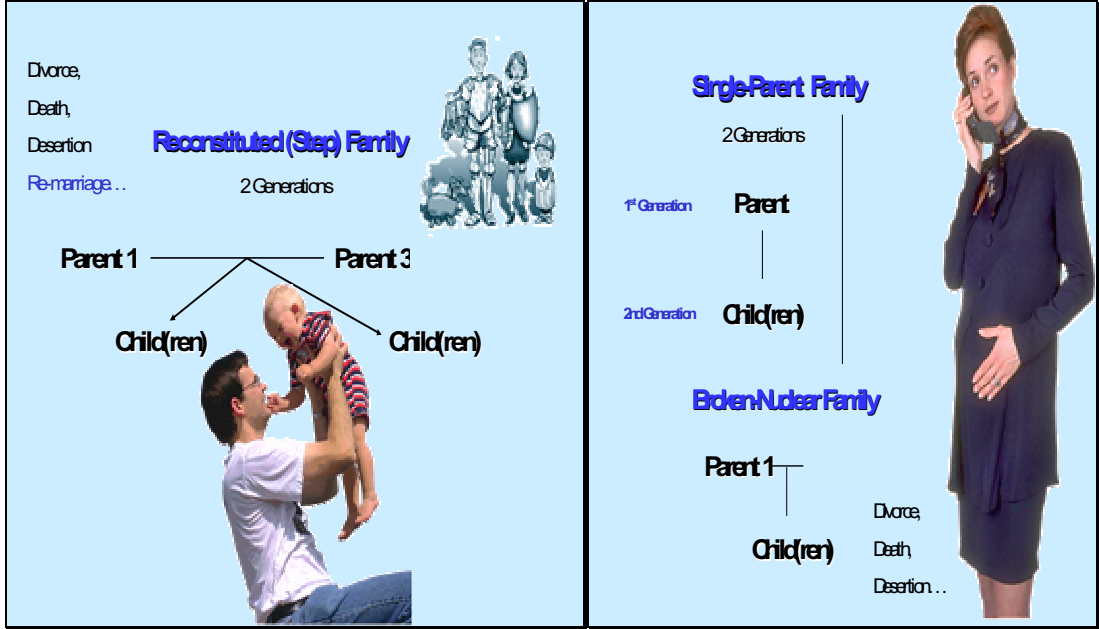 Divorce,
Death,
Desertion
Re-marriage…
Reconstituted (Step) Family
2 Generations
Parent 1
Parent 3
Child(ren)
Child(ren)
Single-Parent Family
2 Generations
1st Generation
Parent
2nd Generation
Child(ren)
Broken-Nuclear Family
Parent 1
Child(ren)
Divorce,
Death,
Desertion…